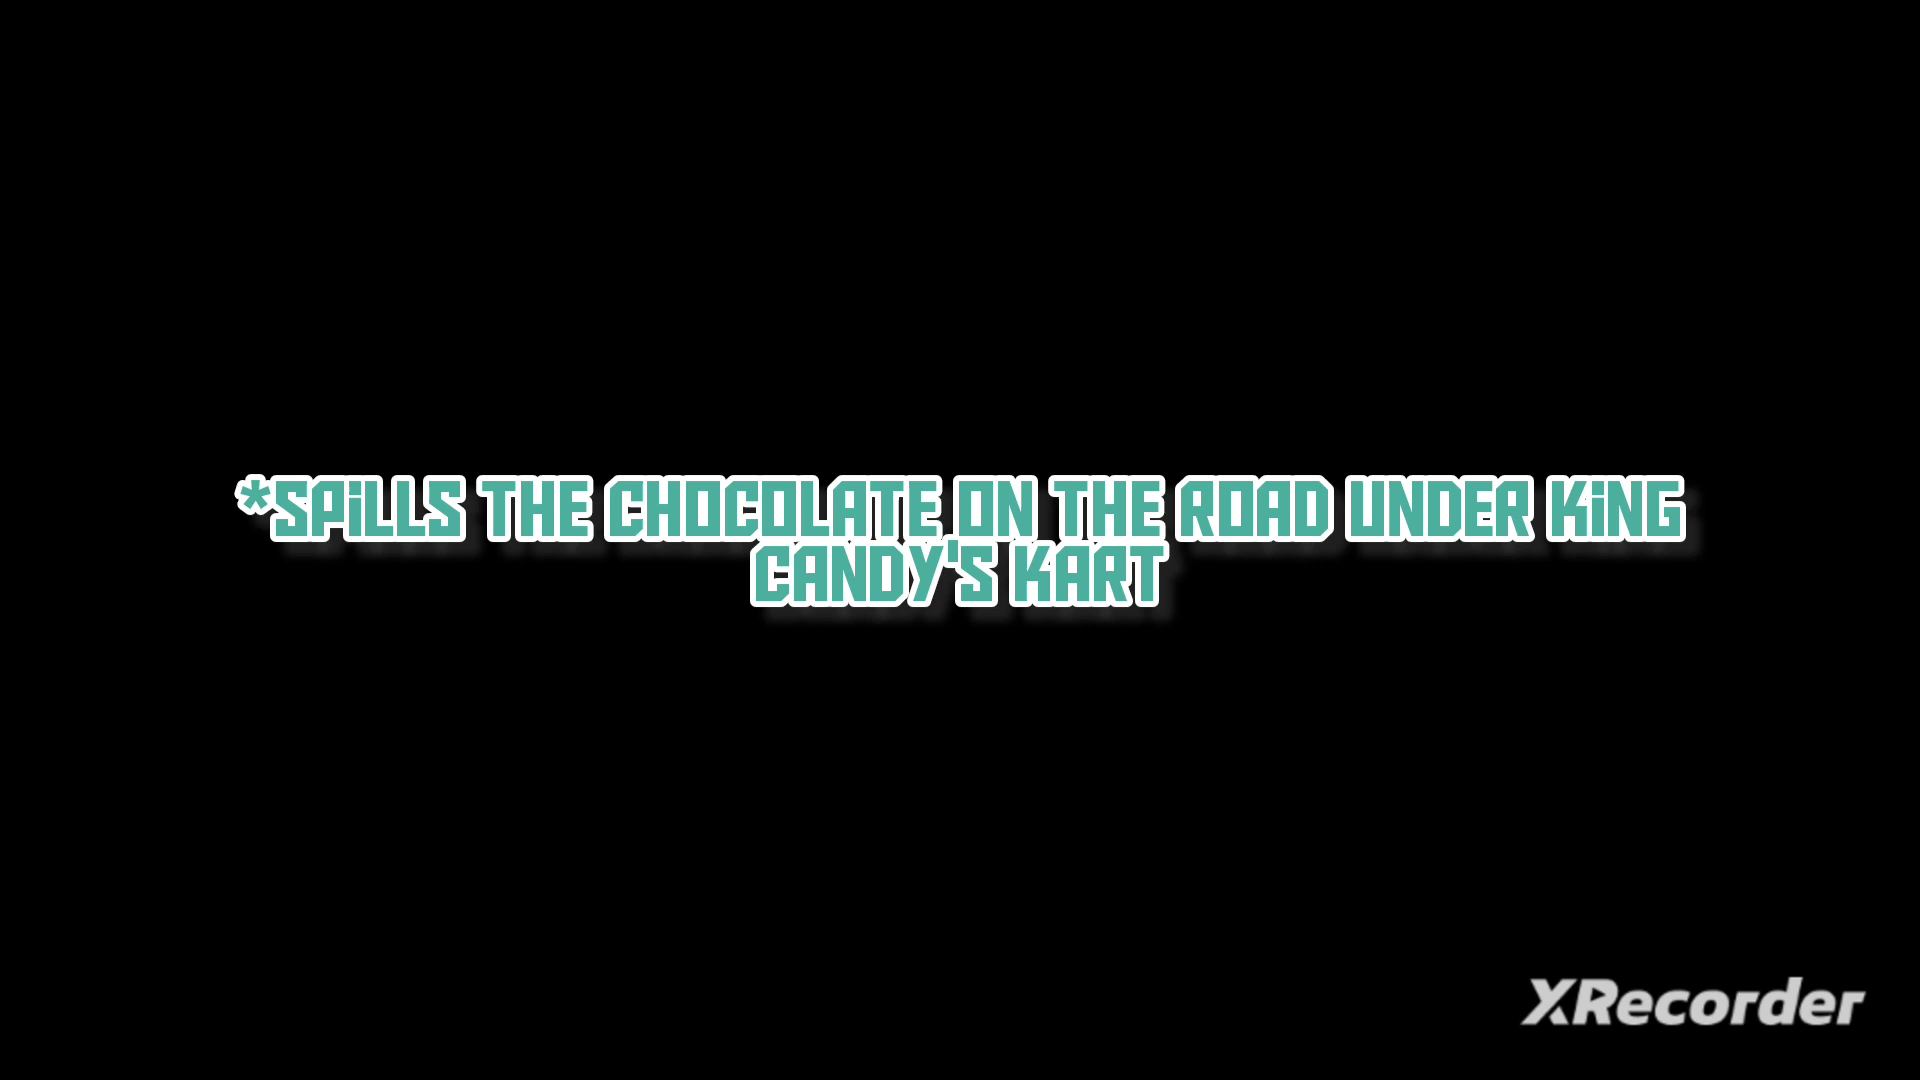 *SPiLLS THE CHOCOLATE ON THE ROAD UNDER KiNG
CANDY'S KART
XRecorder